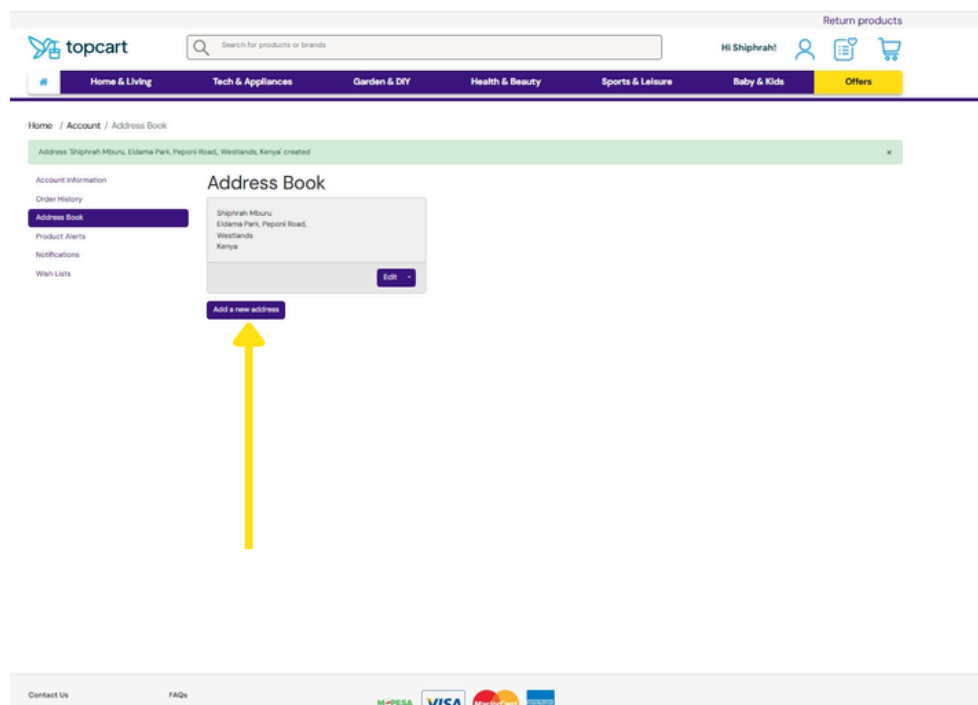 Return products
topcart
Search for products or brands
Hi Shiphrah!
Home & Living Tech & Appliances Garden & DIY Health & Beauty Sports & Leisure Baby & Kids Offers
Home / Account / Address Book
Address 'Shiphrah Mburu, Eldama Park, Peponi Road,, Westlands, Kenya' created ×
Account Information
Order History
Address Book
Product Alerts
Notifications
Wish Lists
Address Book
Shiphrah Mburu
Eldama Park, Peponi Road,
Westlands
Kenya
Edit
Add a new address
Contact Us FAQs
M-PESA VISA MasterCard